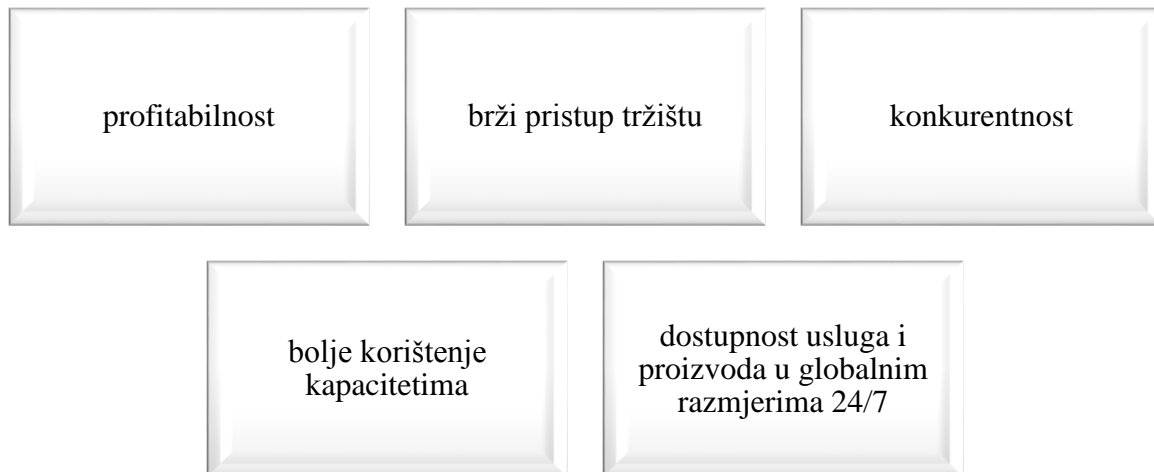 profitabilnost
brži pristup tržištu
konkurentnost
bolje korištenje
kapacitetima
dostupnost usluga i
proizvoda u globalnim
razmjerima 24/7